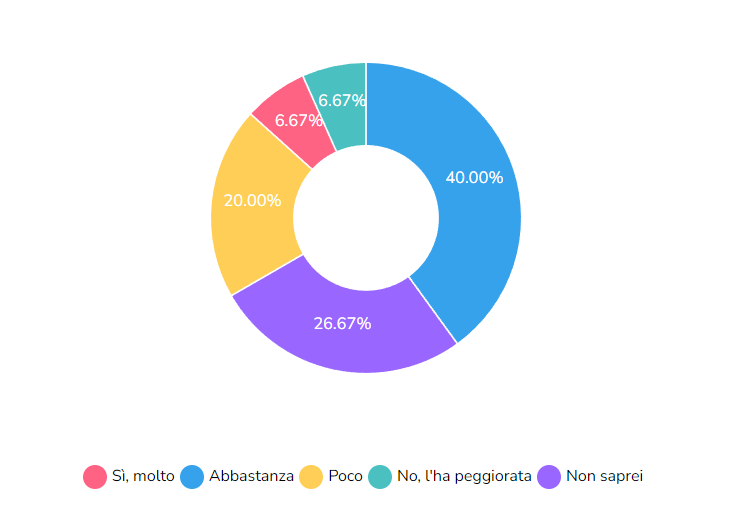 6.67%
6.67%
40.00%
20.00%
26.67%
Sì, molto
Abbastanza
Poco
No, l'ha peggiorata
Non saprei